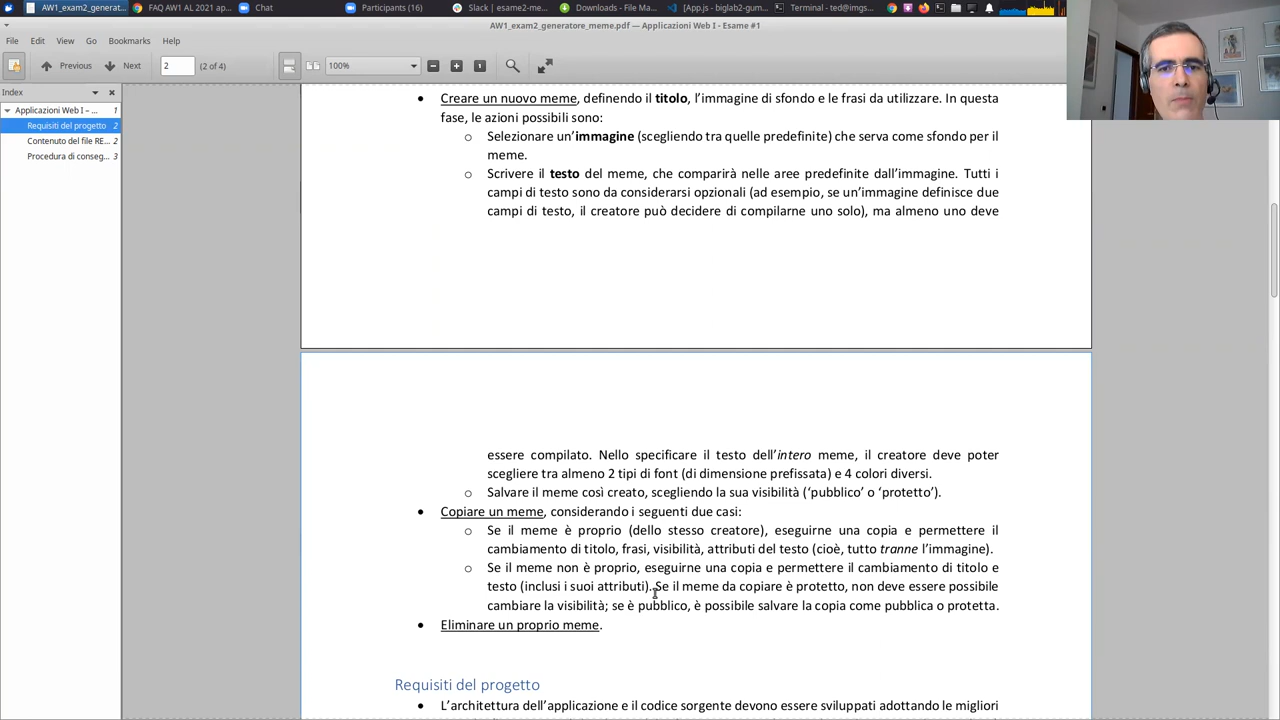 AW1_exam2_genera...
FAQ AW1 AL 2021 ap...
Chat
Participants (16)
Slack | esame2-me...
Downloads - File Ma...
[App.js - biglab2-gum...
Terminal - ted@imgs...
AW1_exam2_generatore_meme.pdf — Applicazioni Web I - Esame #1
File Edit View Go Bookmarks Help
Previous Next 2 (2 of 4) 100%
Index
Applicazioni Web I – ... 1
Requisiti del progetto 2
Contenuto del file RE... 2
Procedura di conseg... 3
• Creare un nuovo meme, definendo il titolo, l’immagine di sfondo e le frasi da utilizzare. In questa
fase, le azioni possibili sono:
o Selezionare un’immagine (scegliendo tra quelle predefinite) che serva come sfondo per il
meme.
o Scrivere il testo del meme, che comparirà nelle aree predefinite dall’immagine. Tutti i
campi di testo sono da considerarsi opzionali (ad esempio, se un’immagine definisce due
campi di testo, il creatore può decidere di compilarne uno solo), ma almeno uno deve
essere compilato. Nello specificare il testo dell’intero meme, il creatore deve poter
scegliere tra almeno 2 tipi di font (di dimensione prefissata) e 4 colori diversi.
o Salvare il meme così creato, scegliendo la sua visibilità (‘pubblico’ o ‘protetto’).
• Copiare un meme, considerando i seguenti due casi:
o Se il meme è proprio (dello stesso creatore), eseguirne una copia e permettere il
cambiamento di titolo, frasi, visibilità, attributi del testo (cioè, tutto tranne l’immagine).
o Se il meme non è proprio, eseguirne una copia e permettere il cambiamento di titolo e
testo (inclusi i suoi attributi). Se il meme da copiare è protetto, non deve essere possibile
cambiare la visibilità; se è pubblico, è possibile salvare la copia come pubblica o protetta.
• Eliminare un proprio meme.
Requisiti del progetto
• L’architettura dell’applicazione e il codice sorgente devono essere sviluppati adottando le migliori